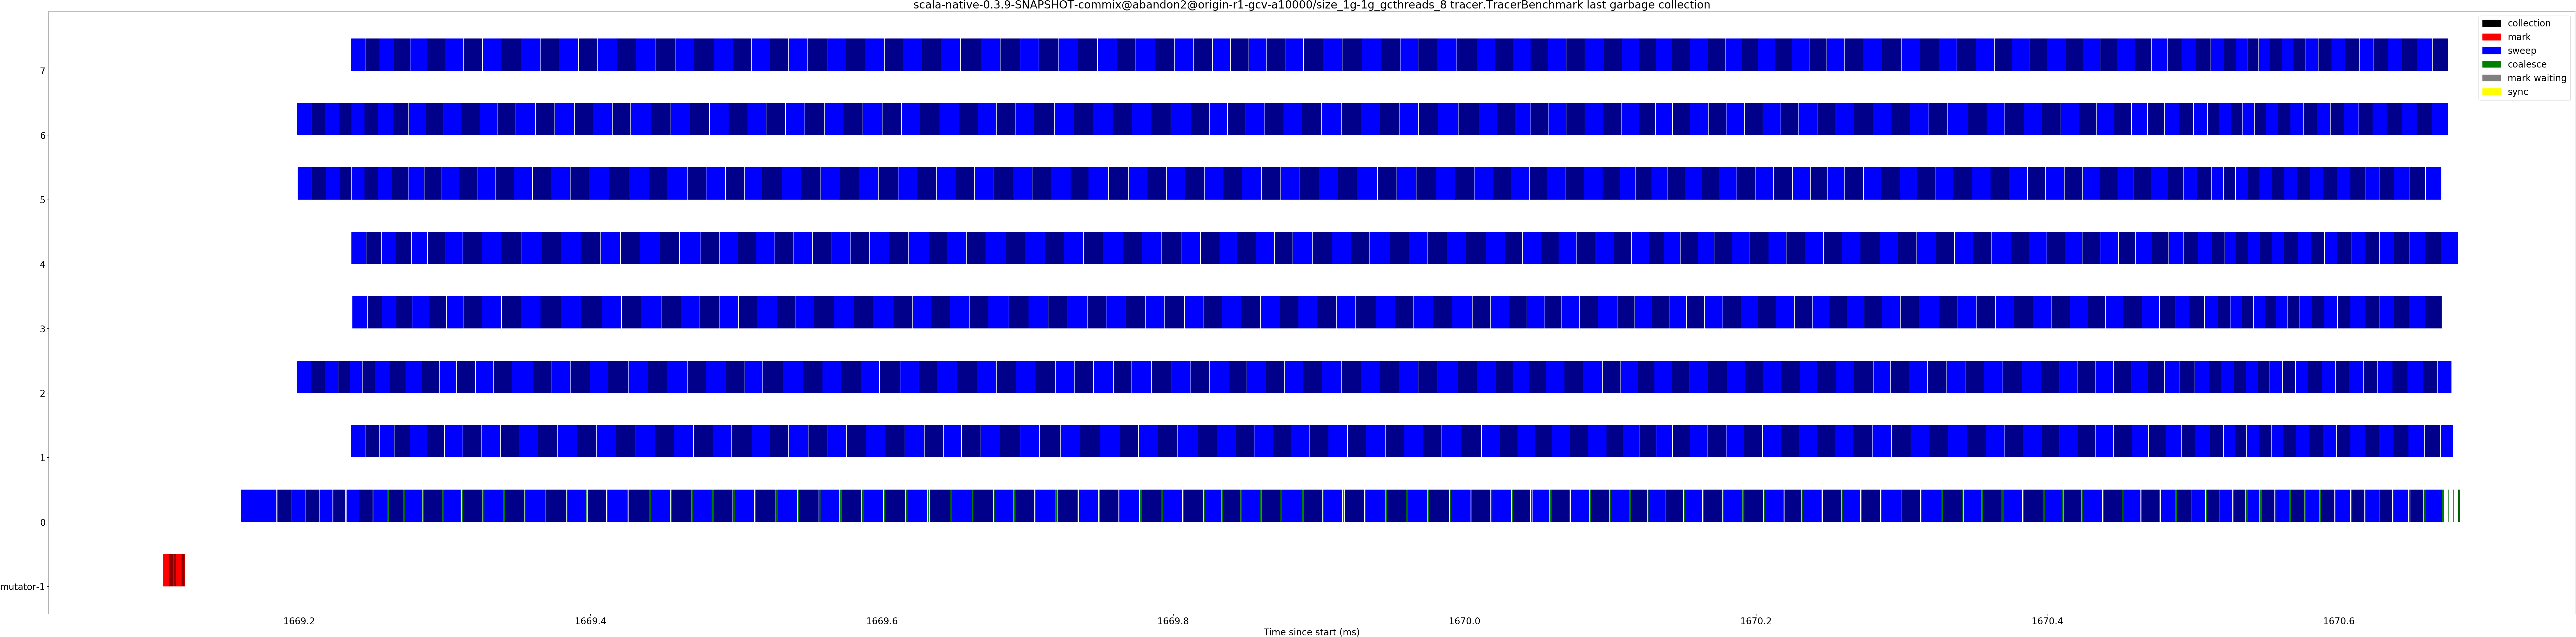 scala-native-0.3.9-SNAPSHOT-commix@abandon2@origin-r1-gcv-a10000/size_1g-1g_gcthreads_8 tracer.TracerBenchmark last garbage collection
collection
mark
sweep
coalesce
mark waiting
sync
7
6
5
4
3
2
1
0
mutator-1
1669.2 1669.4 1669.6 1669.8 1670.0 1670.2 1670.4 1670.6
Time since start (ms)